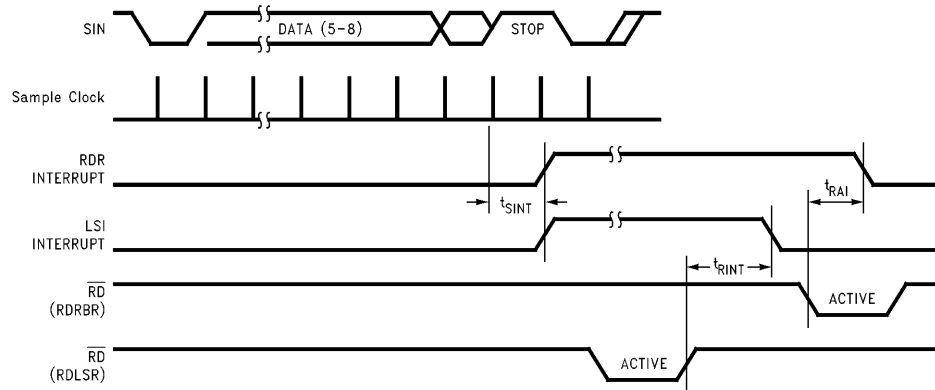 SIN
DATA (5-8)
STOP
Sample Clock
RDR
INTERRUPT
tSINT
tRAI
LSI
INTERRUPT
tRINT
RD
(RDRBR)
ACTIVE
RD
(RDLSR)
ACTIVE